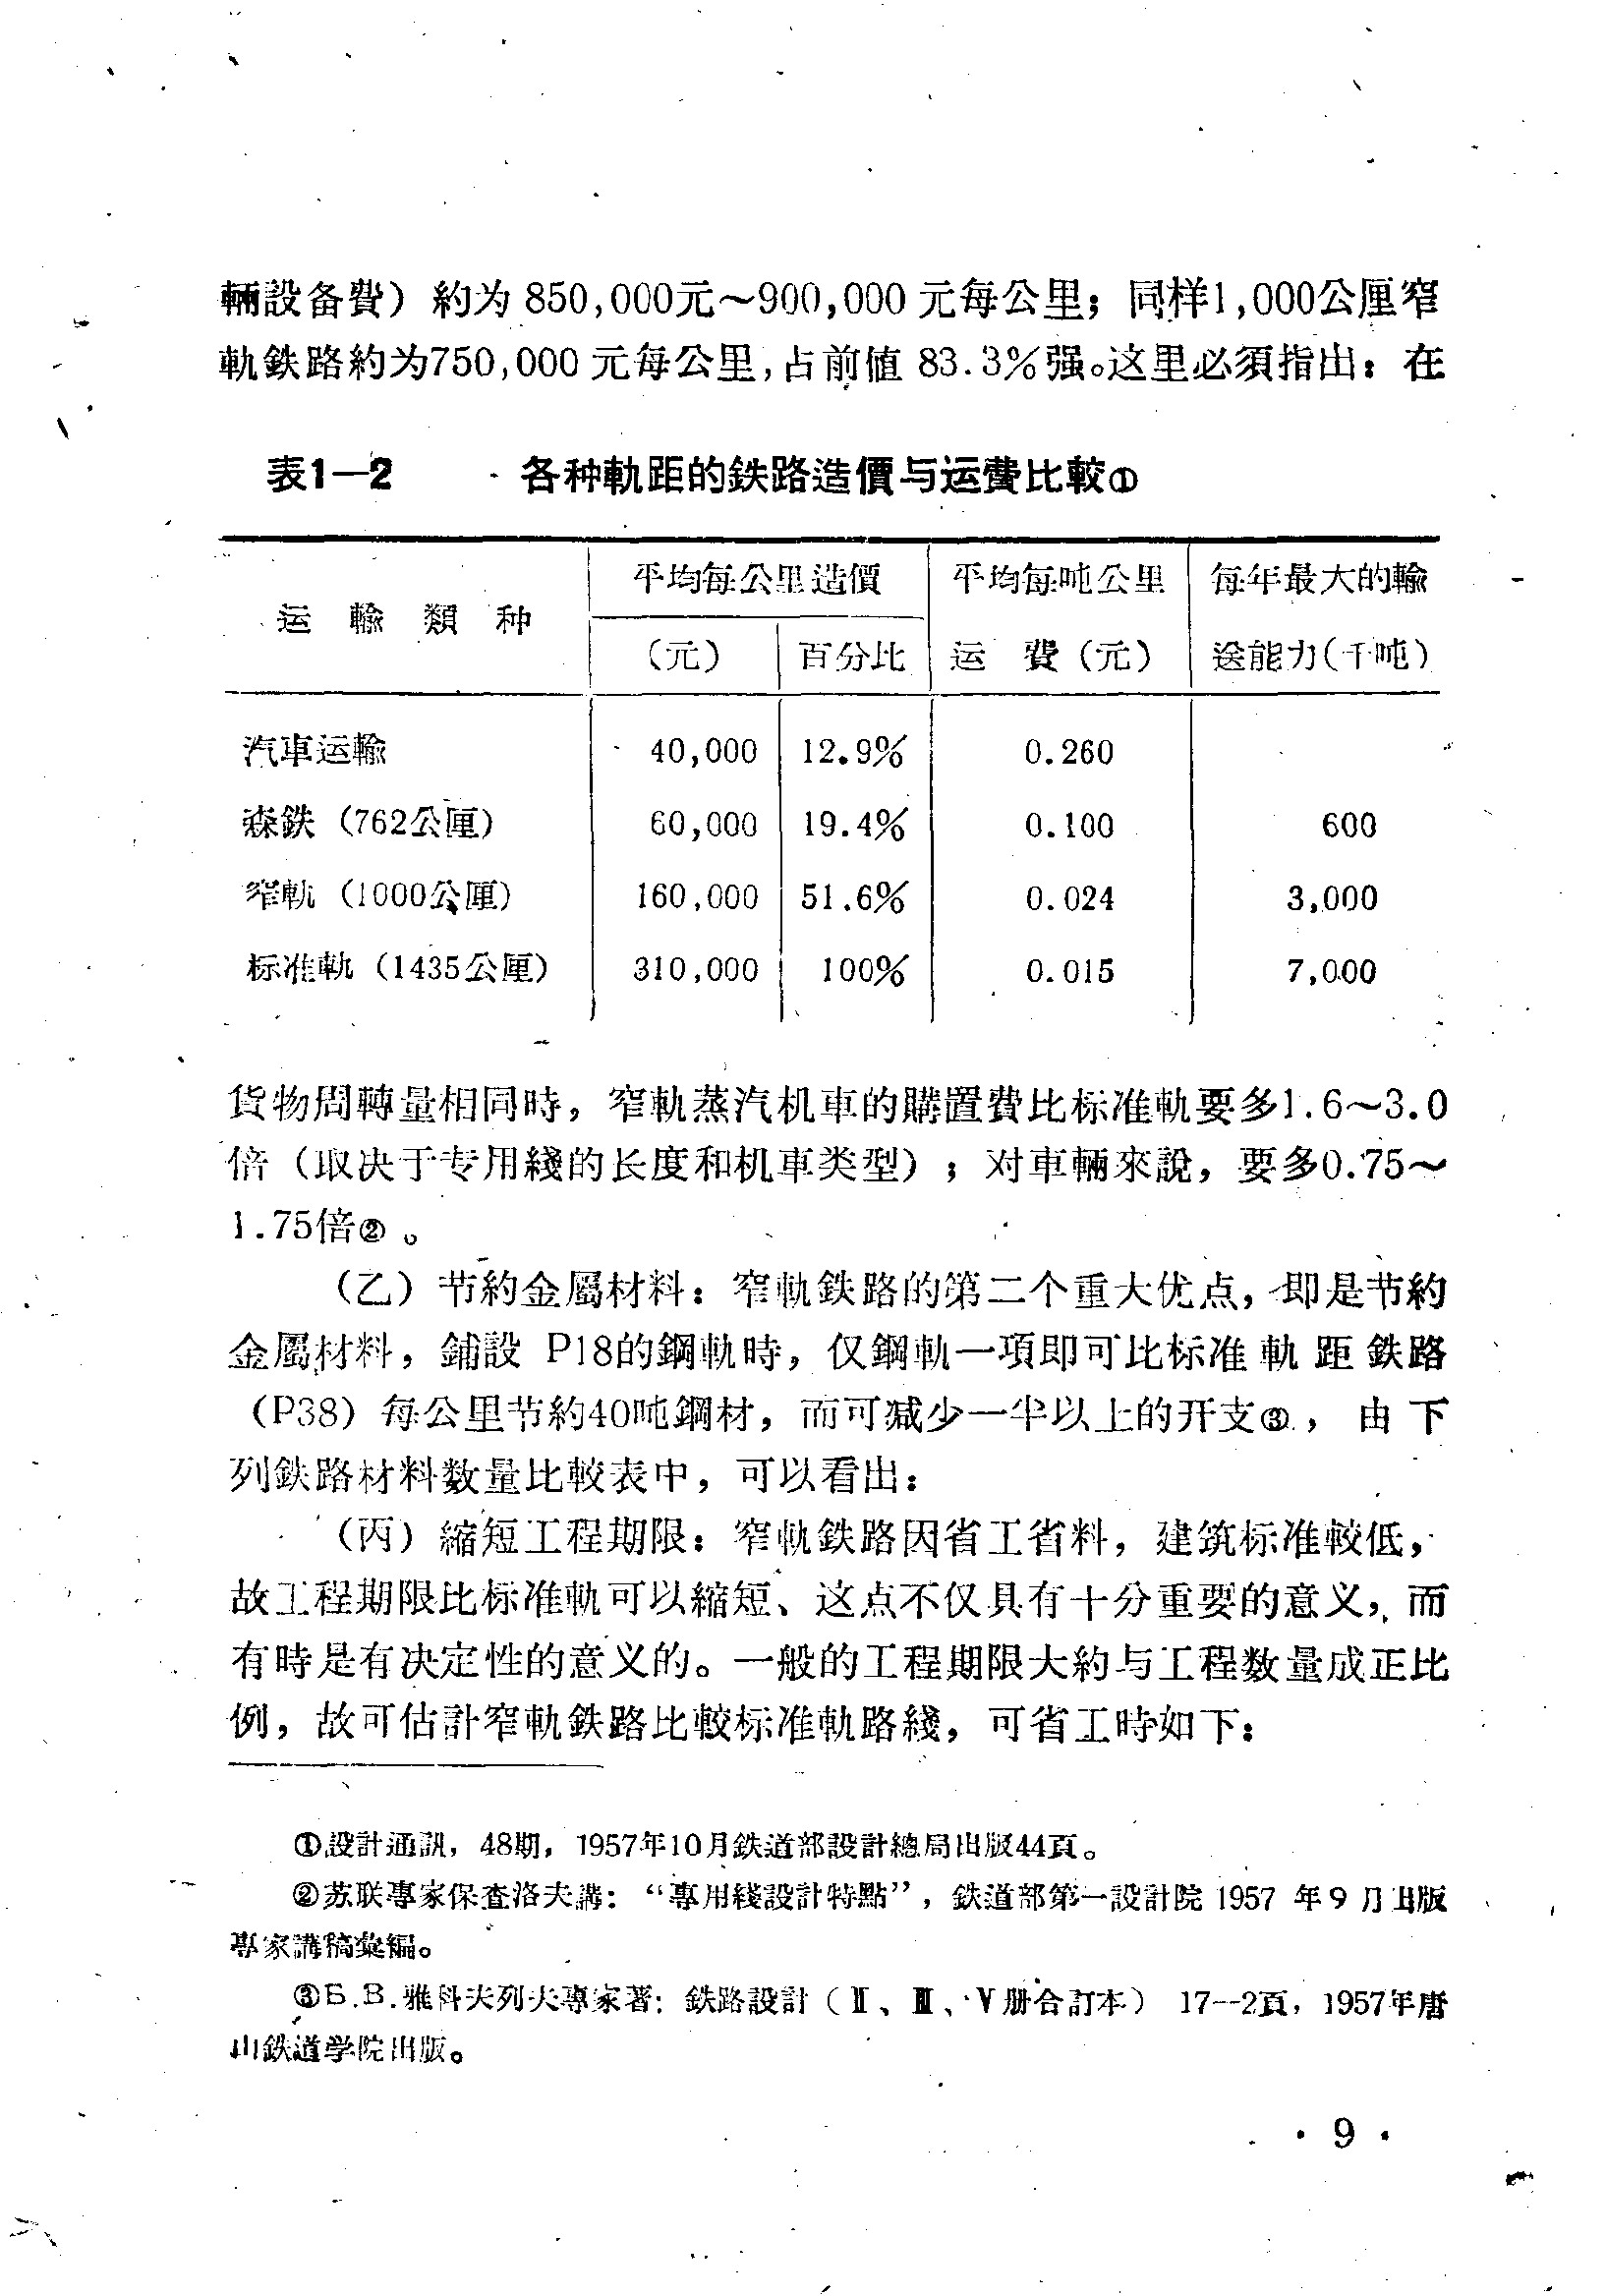 輛設备費）約为 850,000元～900,000 元每公里；同样1,000公厘窄
軌鉄路約为750,000 元每公里，占前値 83.3%强。这里必須指出：在
表1—2 各种軌距的鉄路造價与运費比較①
运輸類种 平均每公里造價 平均每吨公里 每年最大的輸
（元） 百分比 运費（元） 送能力（千吨）
汽車运輸 40,000 12.9% 0.260
森鉄（762公厘） 60,000 19.4% 0.100 600
窄軌（1000公厘） 160,000 51.6% 0.024 3,000
标准軌（1435公厘） 310,000 100% 0.015 7,000
貨物周轉量相同時，窄軌蒸汽机車的購置費比标准軌要多1.6～3.0
倍（取决于专用綫的长度和机車类型）；对車輛來說，要多0.75～
1.75倍②。
（乙）节約金屬材料：窄軌鉄路的第二个重大优点，即是节約
金屬材料，鋪設 P18的鋼軌時，仅鋼軌一項即可比标准軌距鉄路
（P38）每公里节約40吨鋼材，而可减少一半以上的开支③，由下
列鉄路材料数量比較表中，可以看出：
（丙）縮短工程期限：窄軌鉄路因省工省料，建筑标准較低，
故工程期限比标准軌可以縮短、这点不仅具有十分重要的意义，而
有時是有决定性的意义的。一般的工程期限大約与工程数量成正比
例，故可估計窄軌鉄路比較标准軌路綫，可省工時如下：
①設計通訊，48期，1957年10月鉄道部設計總局出版44頁。
②苏联專家保查洛夫講：“專用綫設計特點”，鉄道部第一設計院 1957 年9月出版
專家講稿彙編。
③Б.В.雅科夫列夫專家著：鉄路設計（Ⅱ、Ⅲ、Ⅴ册合訂本） 17--2頁，1957年唐
山鉄道学院出版。
· 9 ·